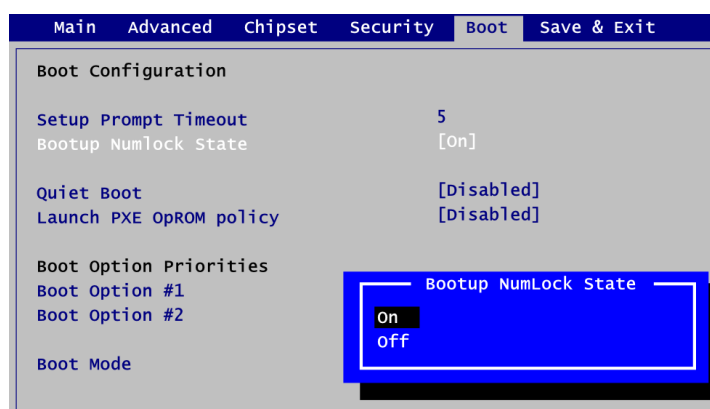 Main Advanced Chipset Security Boot Save & Exit
Boot Configuration
Setup Prompt Timeout 5
Bootup Numlock State [On]
Quiet Boot [Disabled]
Launch PXE OpROM policy [Disabled]
Boot Option Priorities
Boot Option #1
Boot Option #2
Boot Mode
Bootup NumLock State
On
Off